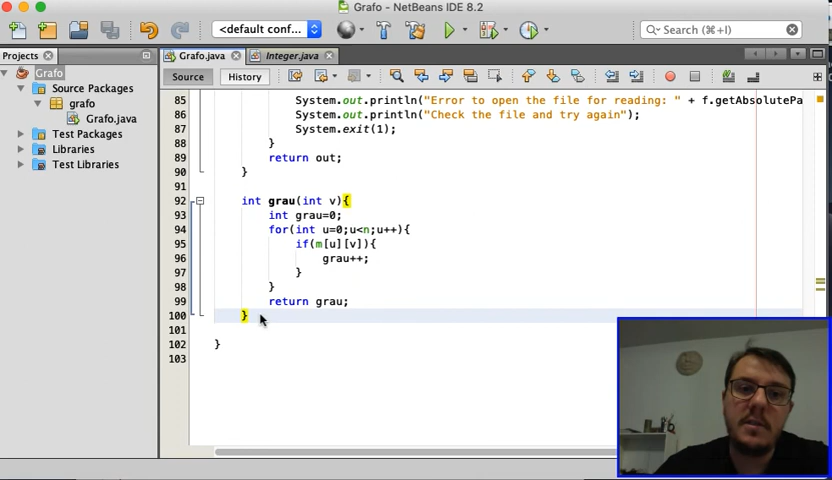 Grafo - NetBeans IDE 8.2
<default conf...
Search (⌘+I)
Projects
Grafo.java
Integer.java
Grafo
Source Packages
grafo
Grafo.java
Test Packages
Libraries
Test Libraries
Source
History
85 System.out.println("Error to open the file for reading: " + f.getAbsolutePa
86 System.out.println("Check the file and try again");
87 System.exit(1);
88 }
89 return out;
90 }
91
92 int grau(int v){
93 int grau=0;
94 for(int u=0;u<n;u++){
95 if(m[u][v]){
96 grau++;
97 }
98 }
99 return grau;
100 }
101
102 }
103